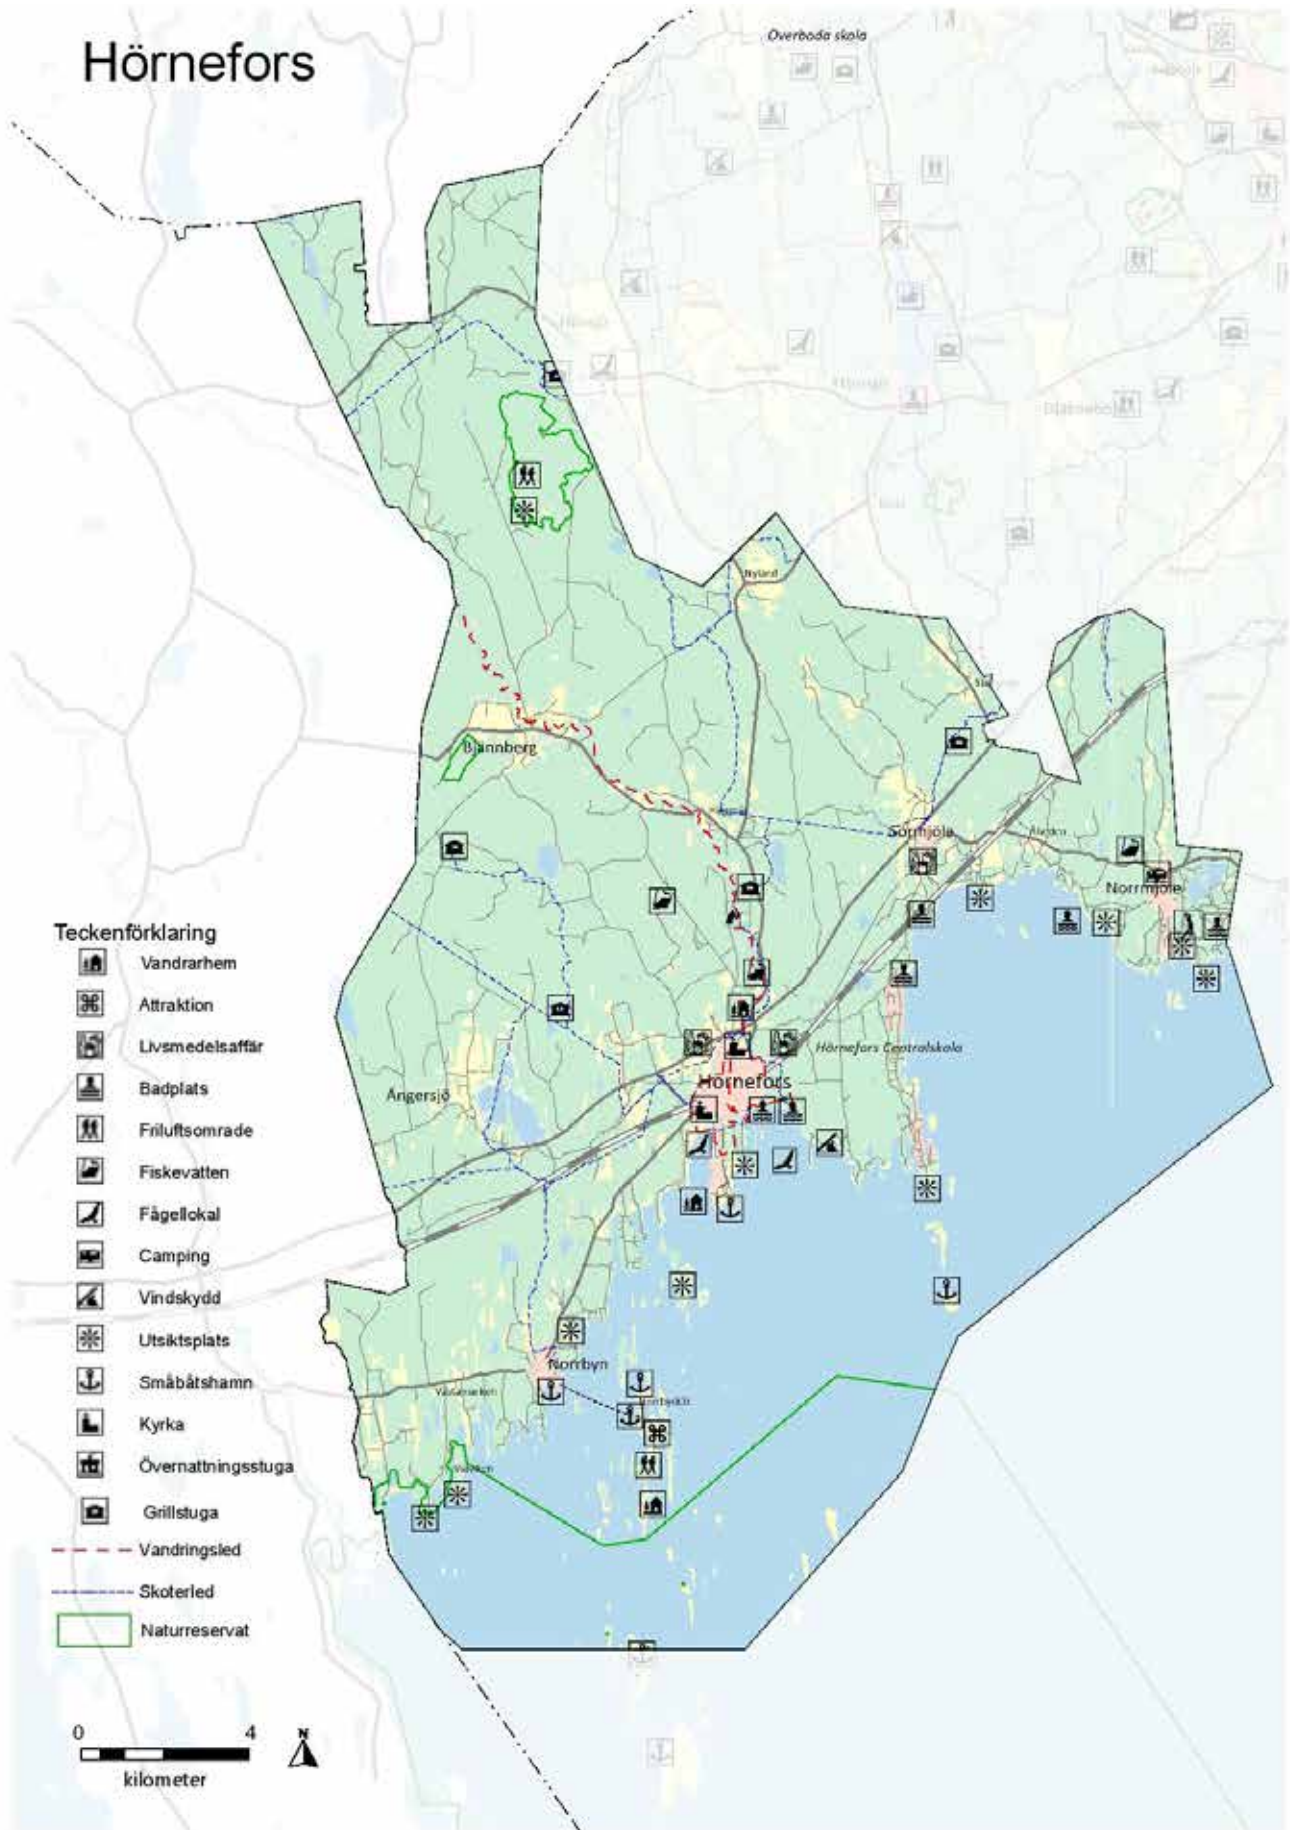 Hörnefors
Överboda skola
Nyland
Bjännberg
Sörmjöle
Norrmjöle
Hörnefors Centralskola
Hörnefors
Ängersjö
Norrbyn
Teckenförklaring
Vandrarhem
Attraktion
Livsmedelsaffär
Badplats
Friluftsomrade
Fiskevatten
Fågellokal
Camping
Vindskydd
Utsiktsplats
Småbåtshamn
Kyrka
Övernattningsstuga
Grillstuga
Vandringsled
Skoterled
Naturreservat
0 4
kilometer
N